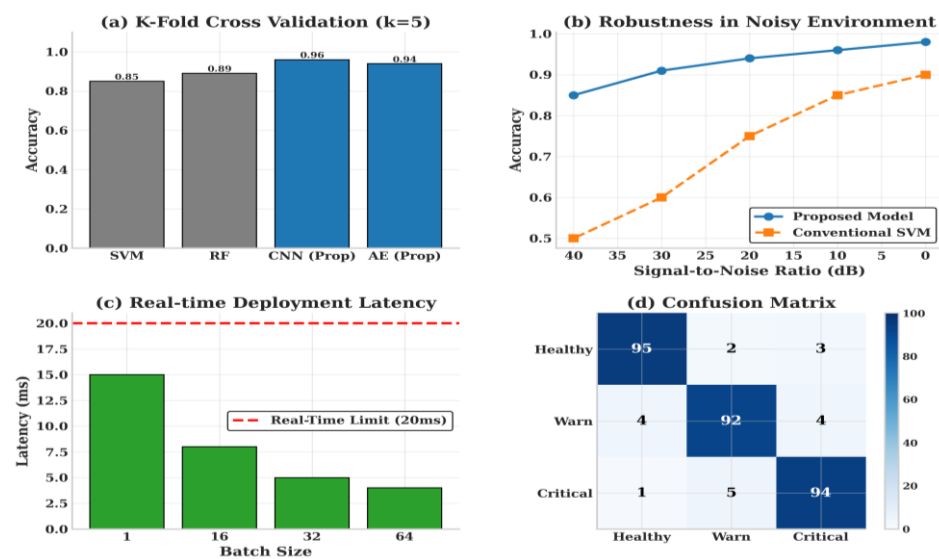 (a) K-Fold Cross Validation (k=5)
1.0
0.8
0.6
0.4
0.2
0.0
Accuracy
0.85
0.89
0.96
0.94
SVM RF CNN (Prop) AE (Prop)
(b) Robustness in Noisy Environment
1.0
0.9
0.8
0.7
0.6
0.5
Accuracy
Proposed Model
Conventional SVM
40 35 30 25 20 15 10 5 0
Signal-to-Noise Ratio (dB)
(c) Real-time Deployment Latency
20.0
17.5
15.0
12.5
10.0
7.5
5.0
2.5
0.0
Latency (ms)
Real-Time Limit (20ms)
1 16 32 64
Batch Size
(d) Confusion Matrix
Healthy 95 2 3
Warn 4 92 4
Critical 1 5 94
Healthy Warn Critical
100
80
60
40
20
0